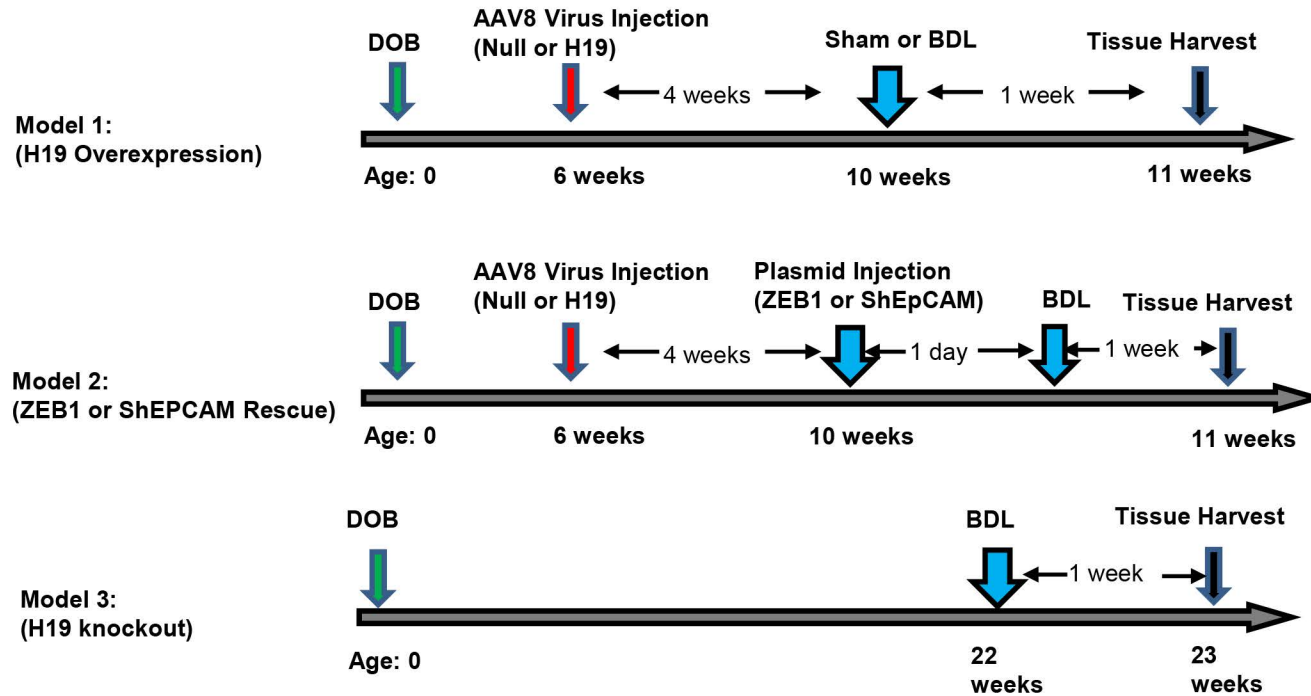 AAV8 Virus Injection
(Null or H19)
DOB
Sham or BDL
Tissue Harvest
4 weeks
1 week
Model 1:
(H19 Overexpression)
Age: 0
6 weeks
10 weeks
11 weeks
AAV8 Virus Injection
(Null or H19)
Plasmid Injection
(ZEB1 or ShEpCAM)
DOB
BDL
Tissue Harvest
4 weeks
1 day
1 week
Model 2:
(ZEB1 or ShEPCAM Rescue)
Age: 0
6 weeks
10 weeks
11 weeks
DOB
BDL
Tissue Harvest
1 week
Model 3:
(H19 knockout)
Age: 0
22
weeks
23
weeks